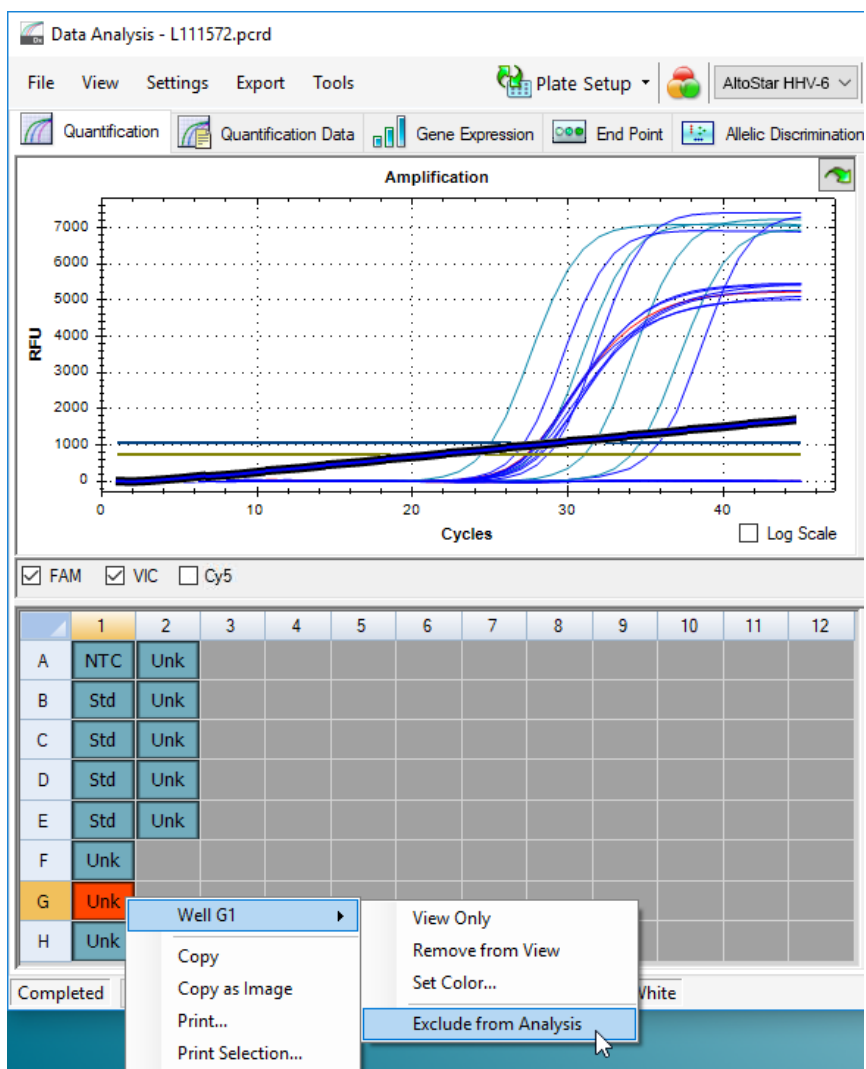 Data Analysis - L111572.pcrd
File View Settings Export Tools Plate Setup AltoStar HHV-6
Quantification Quantification Data Gene Expression End Point Allelic Discrimination
Amplification
7000
6000
5000
4000
3000
2000
1000
0
RFU
0 10 20 30 40
Cycles
Log Scale
FAM VIC Cy5
1 2 3 4 5 6 7 8 9 10 11 12
A NTC Unk
B Std Unk
C Std Unk
D Std Unk
E Std Unk
F Unk
G Unk
H Unk
Well G1
Copy
Copy as Image
Print...
Print Selection...
View Only
Remove from View
Set Color...
Exclude from Analysis
Completed